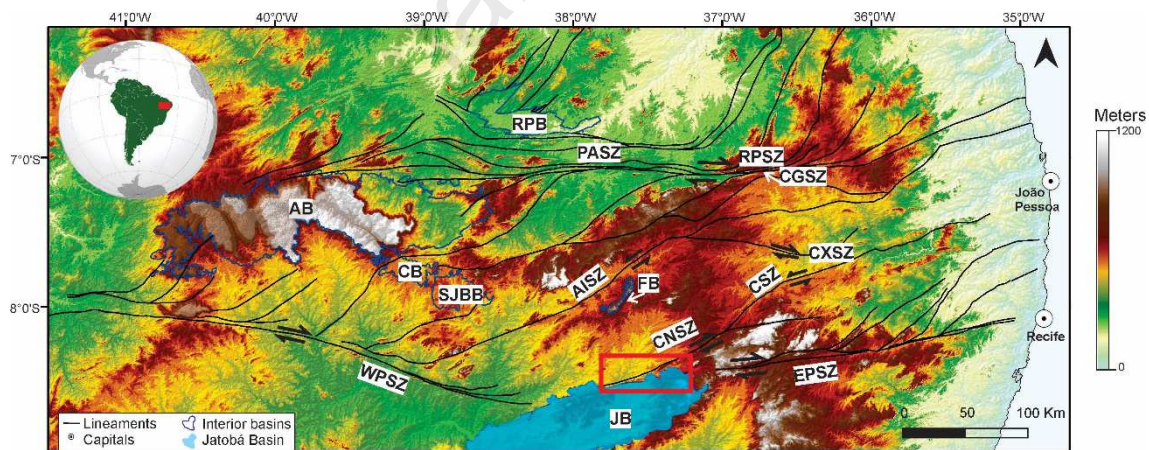 41°0'W 40°0'W 39°0'W 38°0'W 37°0'W 36°0'W 35°0'W
Meters
1200
0
7°0'S
8°0'S
RPB
PASZ
RPSZ
CGSZ
João
Pessoa
AB
CXSZ
CB
SJBB
AISZ
FB
CSZ
CNSZ
Recife
WPSZ
EPSZ
JB
Lineaments
Capitals
Interior basins
Jatobá Basin
0 50 100 Km